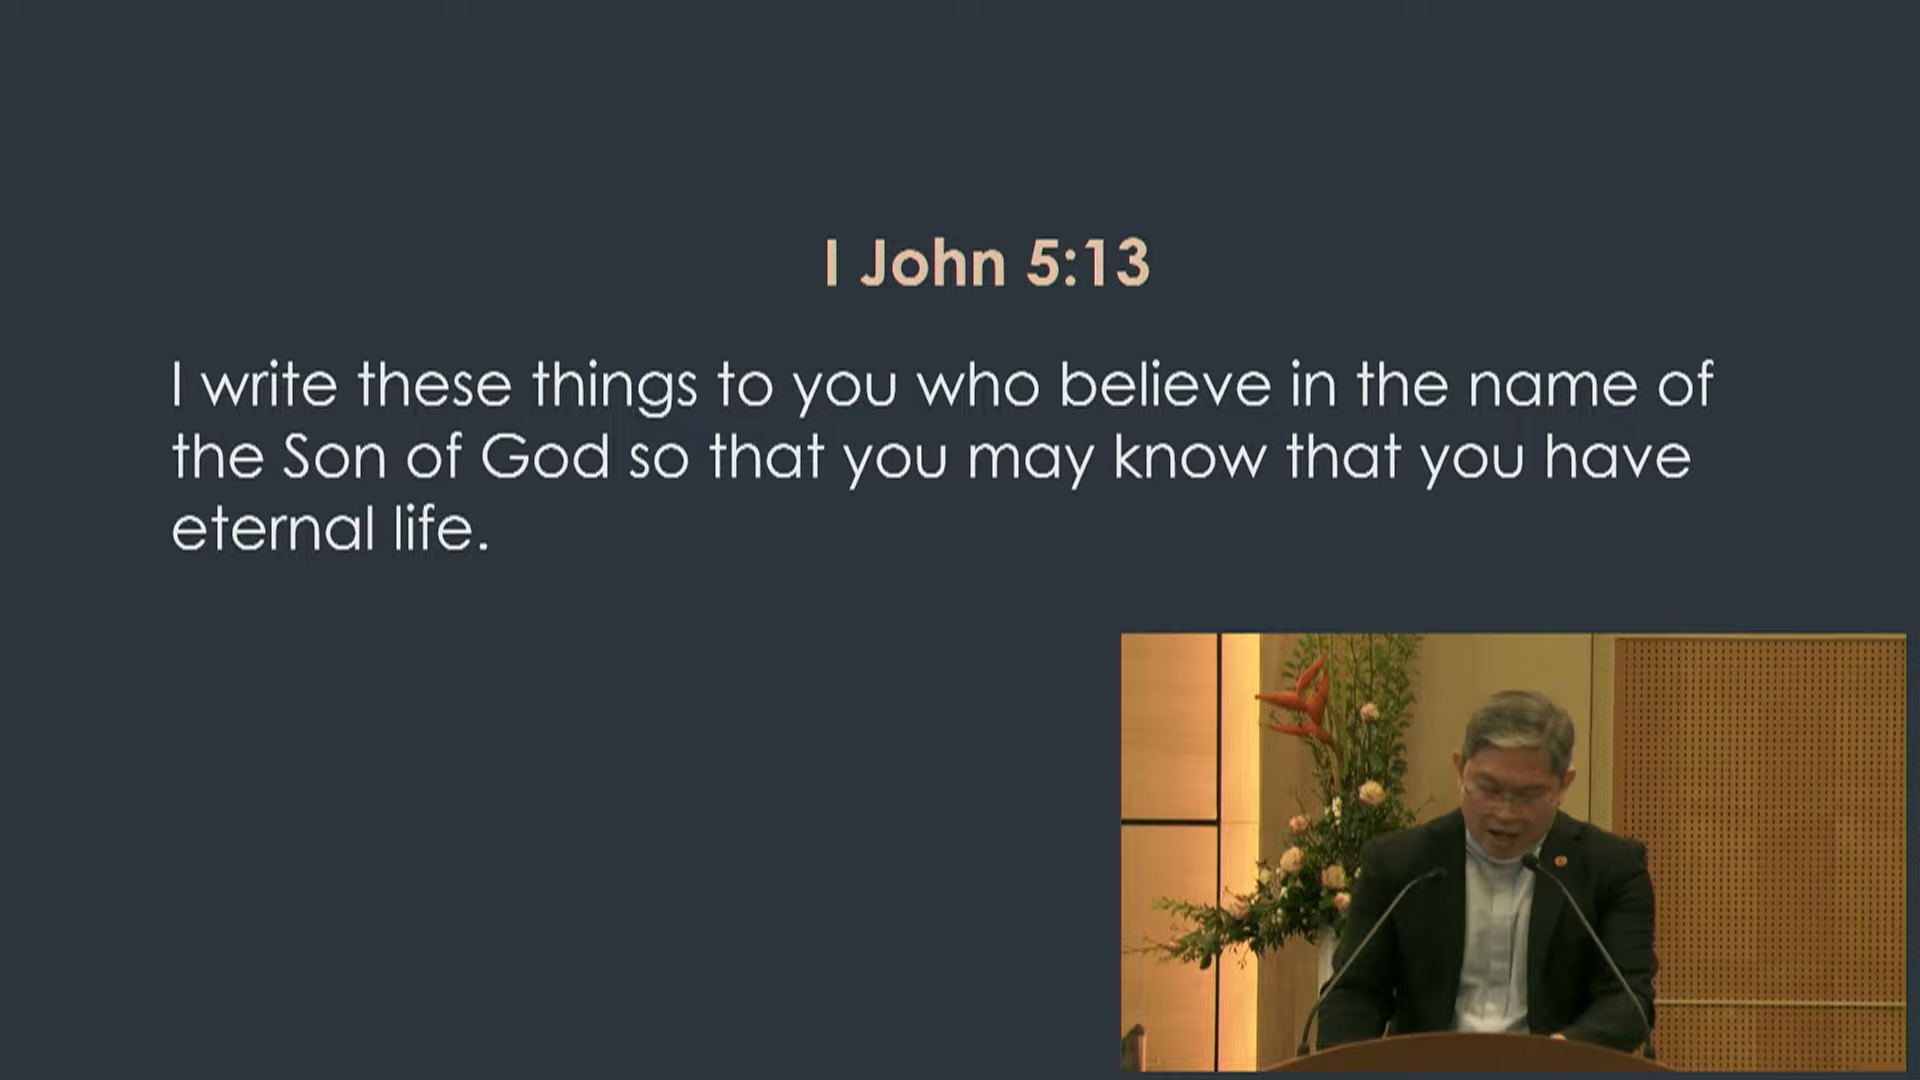 I John 5:13
I write these things to you who believe in the name of
the Son of God so that you may know that you have
eternal life.